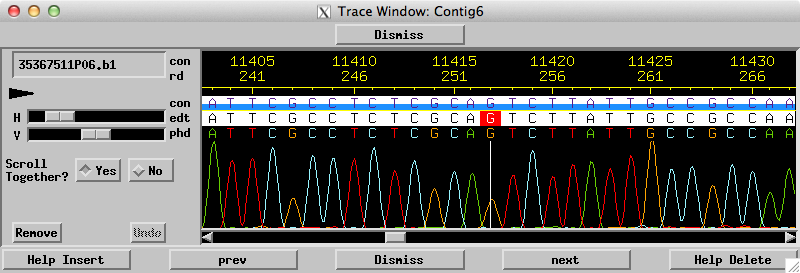 Trace Window: Contig6
Dismiss
35367511P06.b1
con 11405 11410 11415 11420 11425 11430
rd 241 246 251 256 261 266
con A T T C G C C T C T C G C A G T C T T A T T G C C G C C A A
H edt A T T C G C C T C T C G C A G T C T T A T T G C C G C C A A
V phd A T T C G C C T C T C G C A G T C T T A T T G C C G C C A A
Scroll
Together? Yes No
Remove Undo
Help Insert prev Dismiss next Help Delete